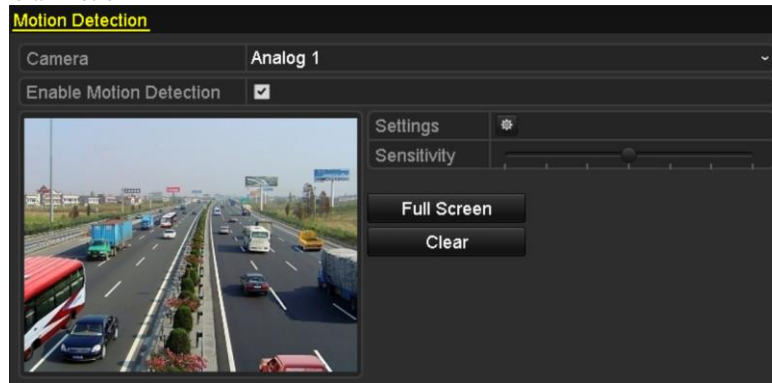 Motion Detection
Camera Analog 1
Enable Motion Detection
Settings
Sensitivity
Full Screen
Clear